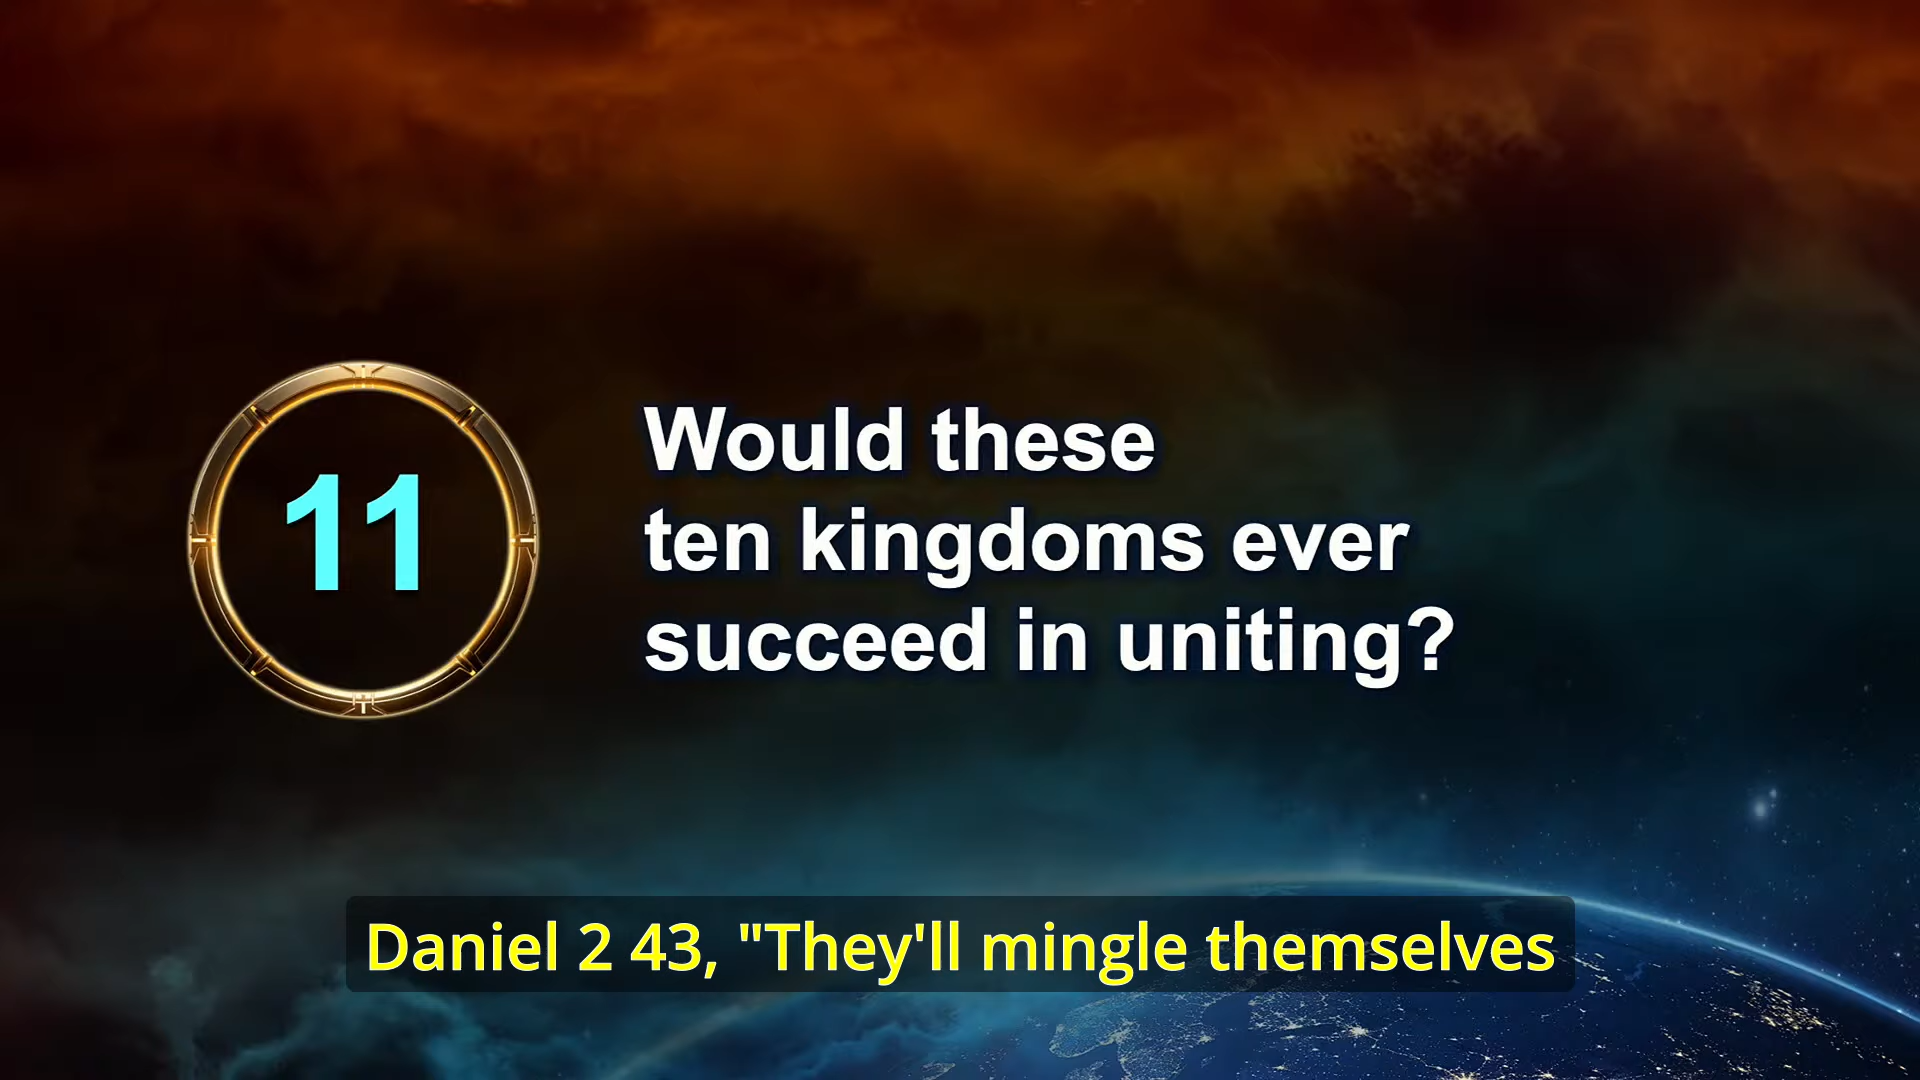 11
Would these
ten kingdoms ever
succeed in uniting?
Daniel 2 43, "They'll mingle themselves